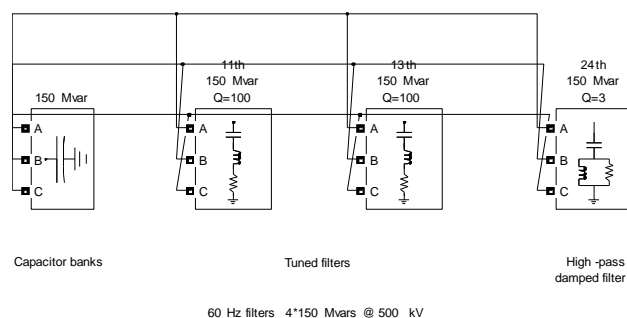 150 Mvar
A
B
C
11th
150 Mvar
Q=100
A
B
C
13th
150 Mvar
Q=100
A
B
C
24th
150 Mvar
Q=3
A
B
C
Capacitor banks
Tuned filters
High -pass
damped filter
60 Hz filters 4*150 Mvars @ 500 kV